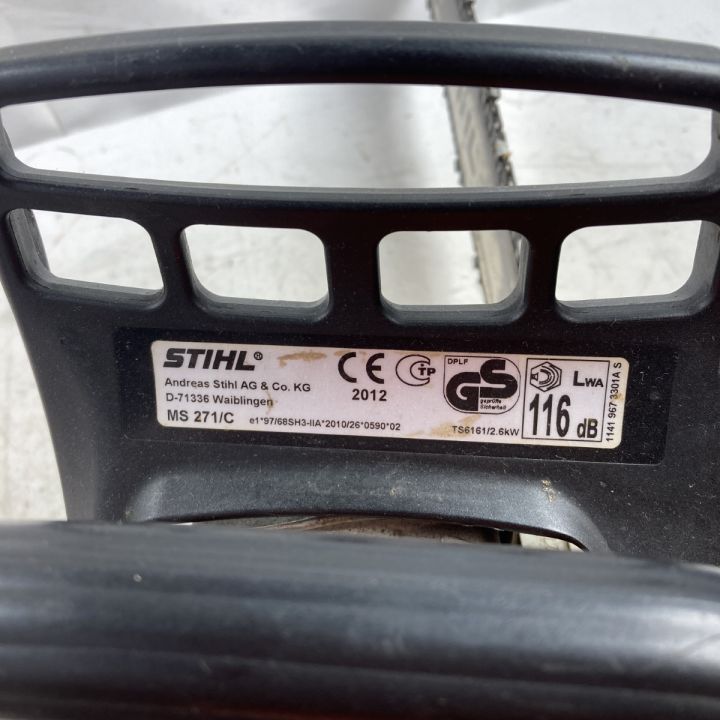 STIHL®
Andreas Stihl AG & Co. KG
D-71336 Waiblingen
MS 271/C
e1*97/68SH3-IIA*2010/26*0590*02
CE
2012
CTP
DPLF
GS
geprüfte
Sicherheit
TS6161/2.6kW
LWA
116 dB
1141 967 3301A S